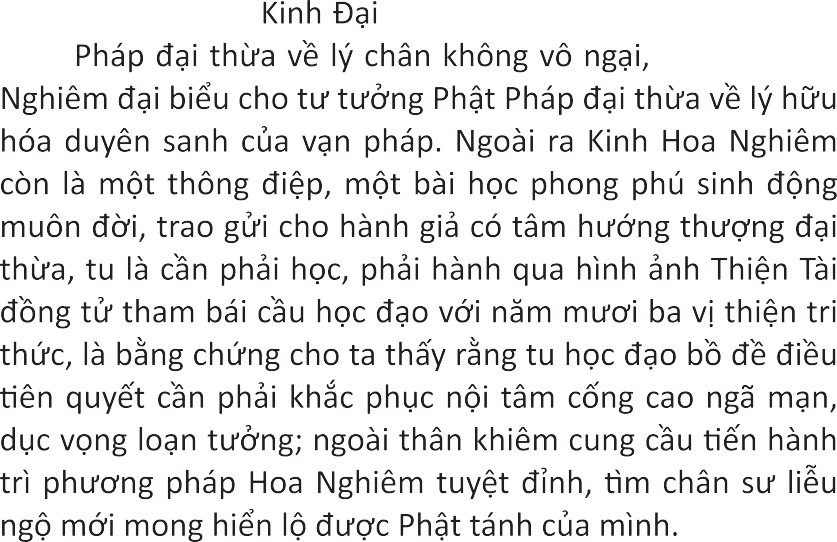 Kinh Đại
Pháp đại thừa về lý chân không vô ngại,
Nghiêm đại biểu cho tư tưởng Phật Pháp đại thừa về lý hữu
hóa duyên sanh của vạn pháp. Ngoài ra Kinh Hoa Nghiêm
còn là một thông điệp, một bài học phong phú sinh động
muôn đời, trao gửi cho hành giả có tâm hướng thượng đại
thừa, tu là cần phải học, phải hành qua hình ảnh Thiện Tài
đồng tử tham bái cầu học đạo với năm mươi ba vị thiện tri
thức, là bằng chứng cho ta thấy rằng tu học đạo bồ đề điều
tiên quyết cần phải khắc phục nội tâm cống cao ngã mạn,
dục vọng loạn tưởng; ngoài thân khiêm cung cầu tiến hành
trì phương pháp Hoa Nghiêm tuyệt đỉnh, tìm chân sư liễu
ngộ mới mong hiển lộ được Phật tánh của mình.